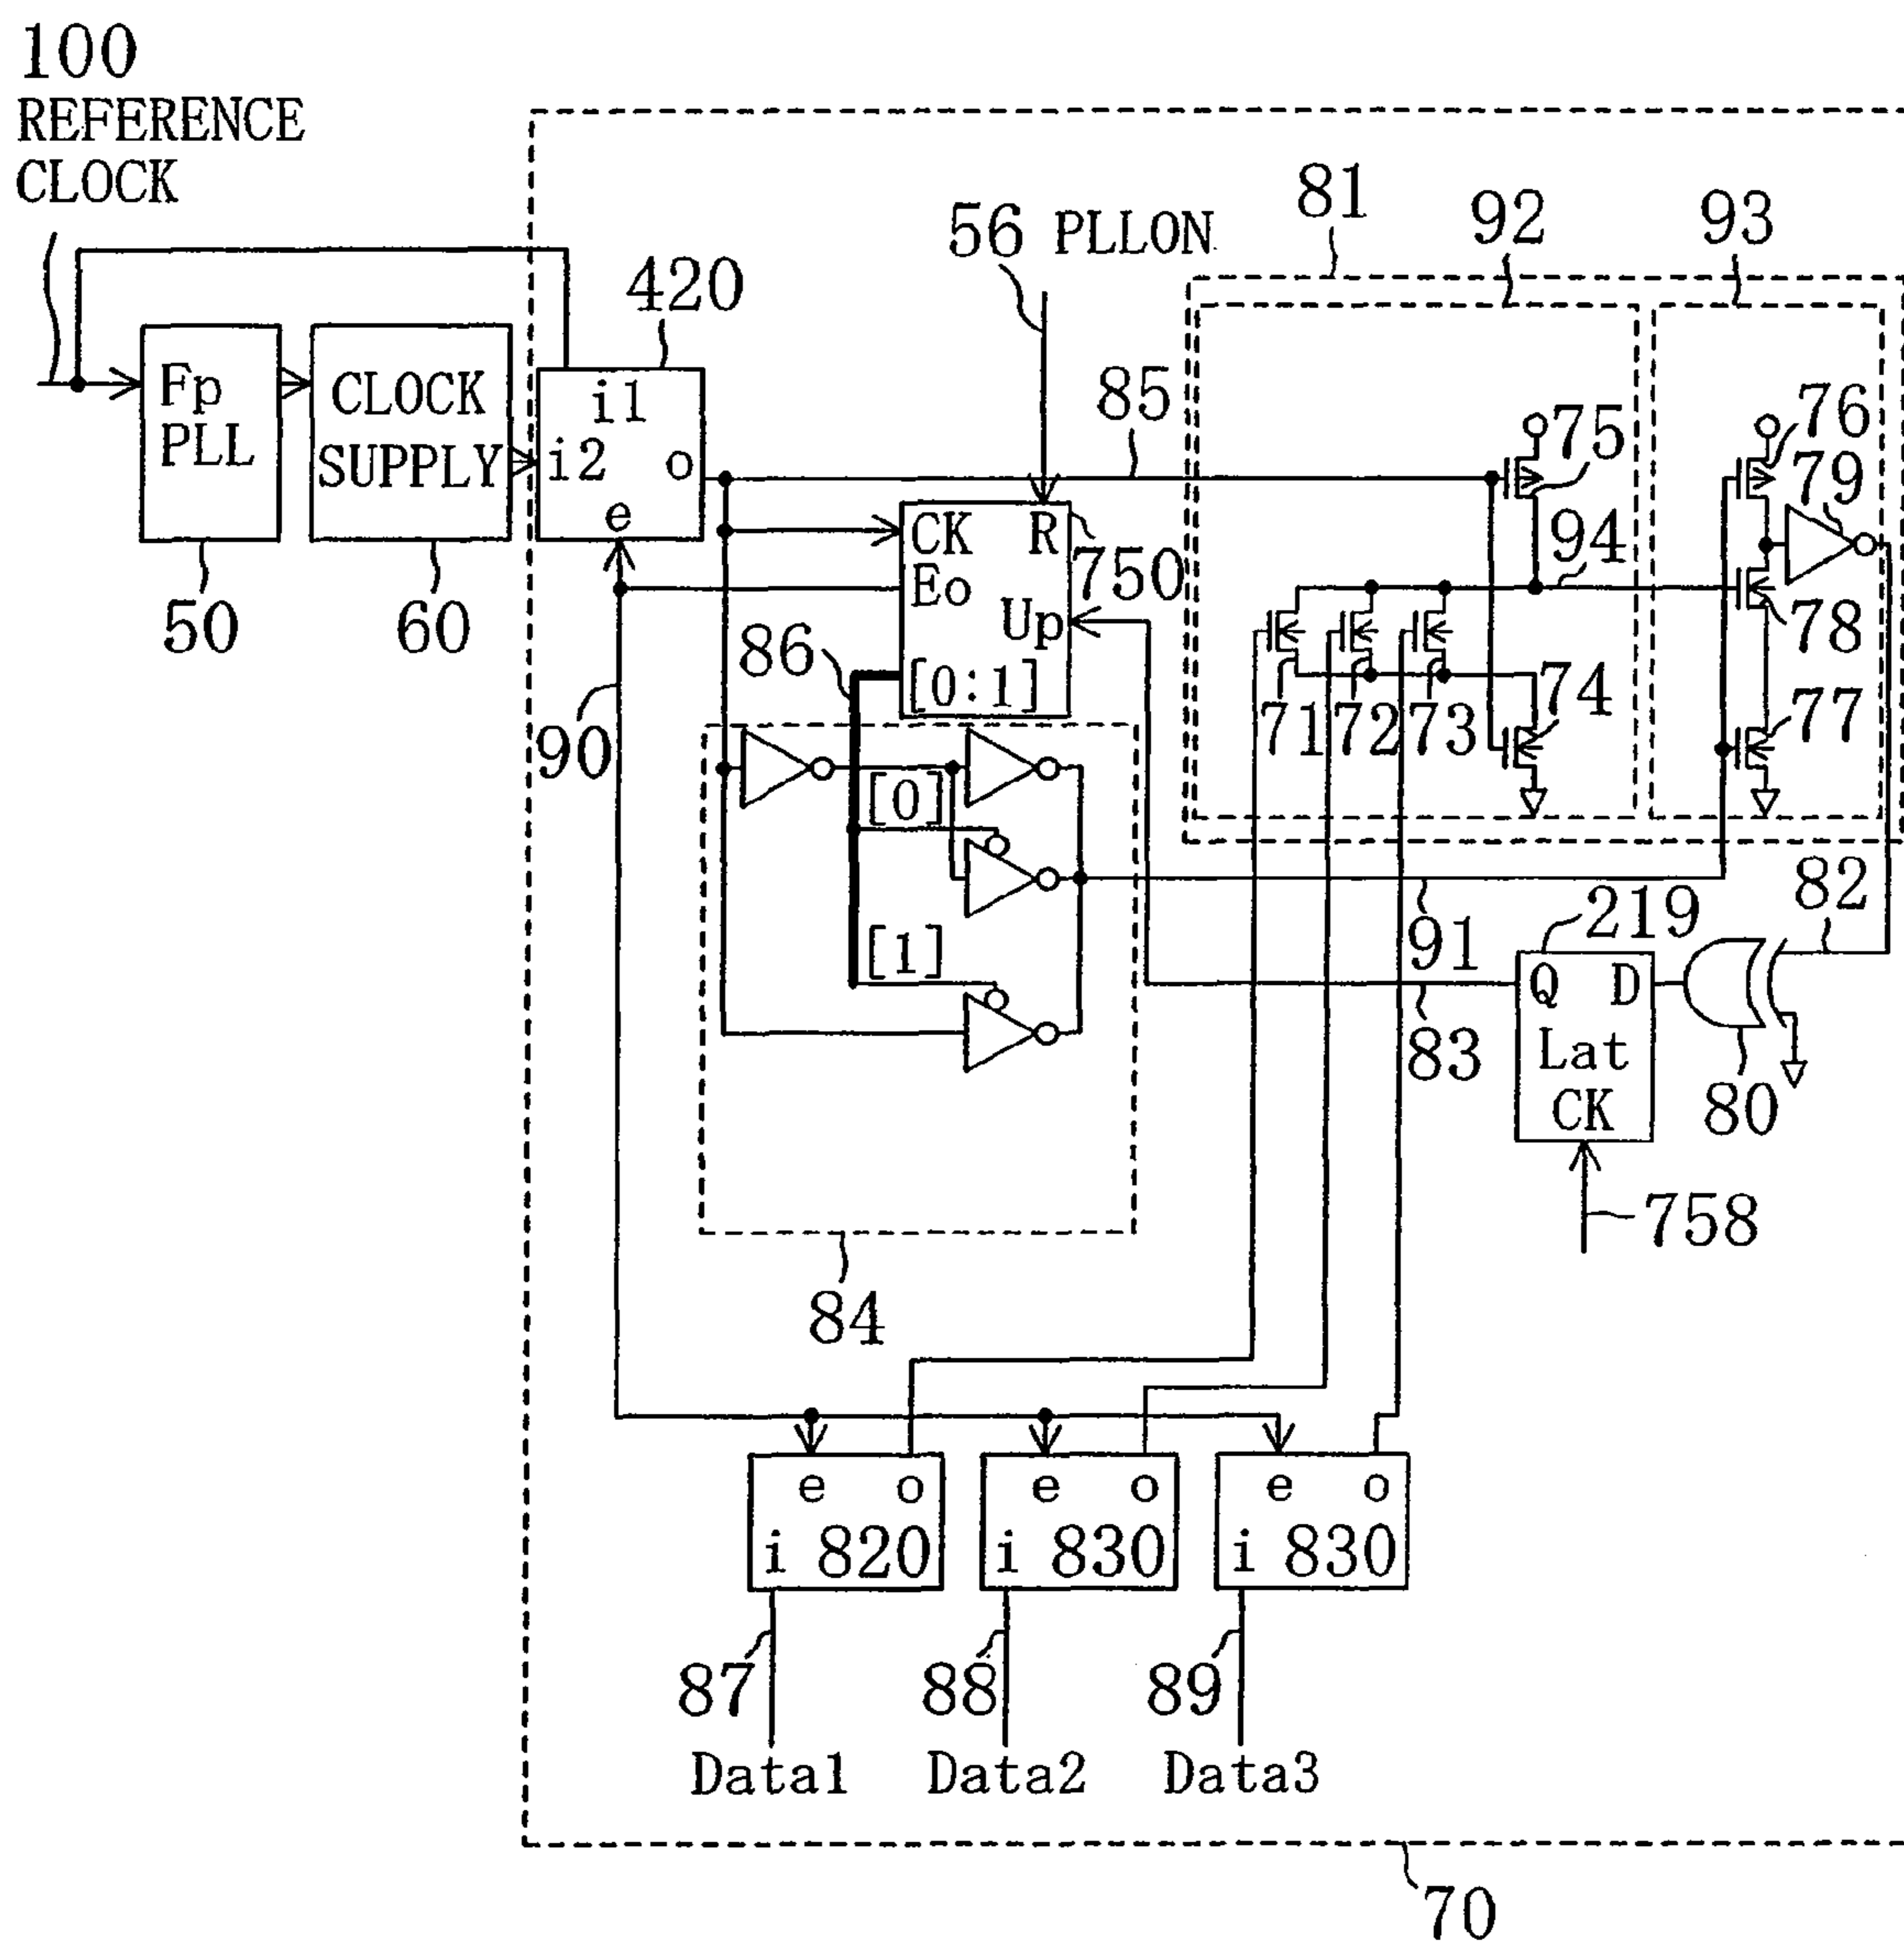 100
REFERENCE
CLOCK
81
92
93
56 PLLON
420
85
Fp
PLL
CLOCK
SUPPLY
i1
i2
o
e
75
76
79
CK
R
Eo
Up
[0:1]
750
94
78
50
60
86
90
71
72
73
74
77
[0]
[1]
91
219
82
83
Q
D
Lat
CK
80
758
84
e
o
i 820
e
o
i 830
e
o
i 830
87
88
89
Data1
Data2
Data3
70